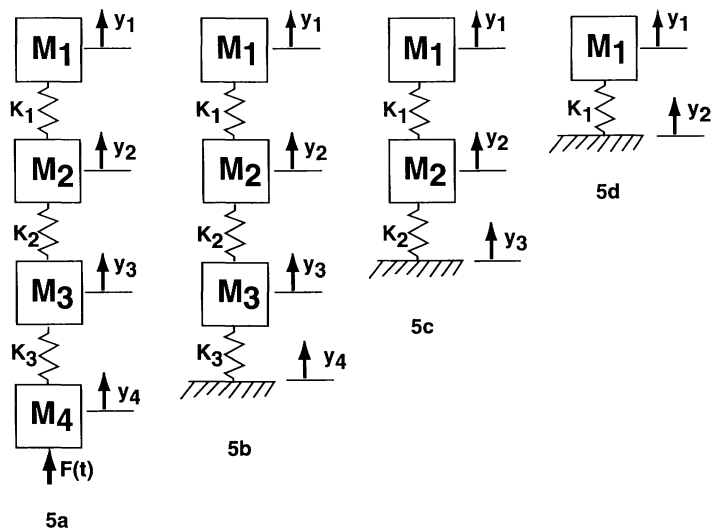 M1 y1
K1
M2 y2
K2
M3 y3
K3
M4 y4
F(t)
5a
M1 y1
K1
M2 y2
K2
M3 y3
K3 y4
5b
M1 y1
K1
M2 y2
K2 y3
5c
M1 y1
K1 y2
5d